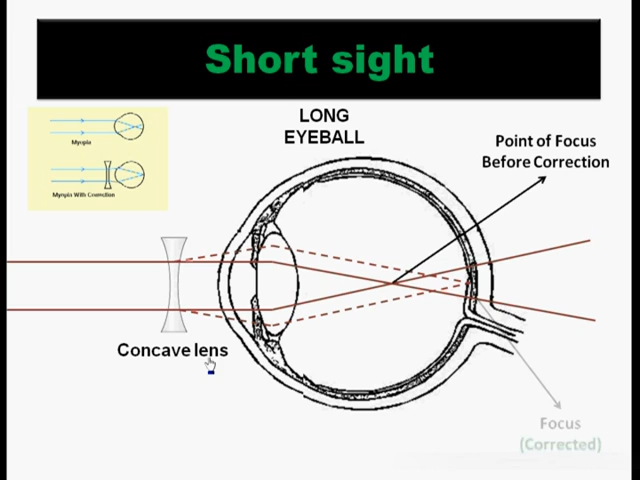 Short sight
Myopia
Myopia With Correction
LONG
EYEBALL
Point of Focus
Before Correction
Concave lens
Focus
(Corrected)